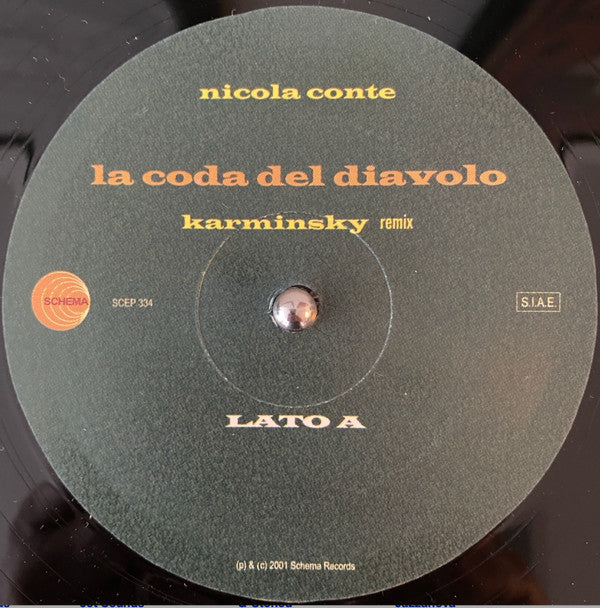 nicola conte
la coda del diavolo
karminsky remix
SCHEMA
SCEP 334
S.I.A.E.
LATO A
(p) & (c) 2001 Schema Records